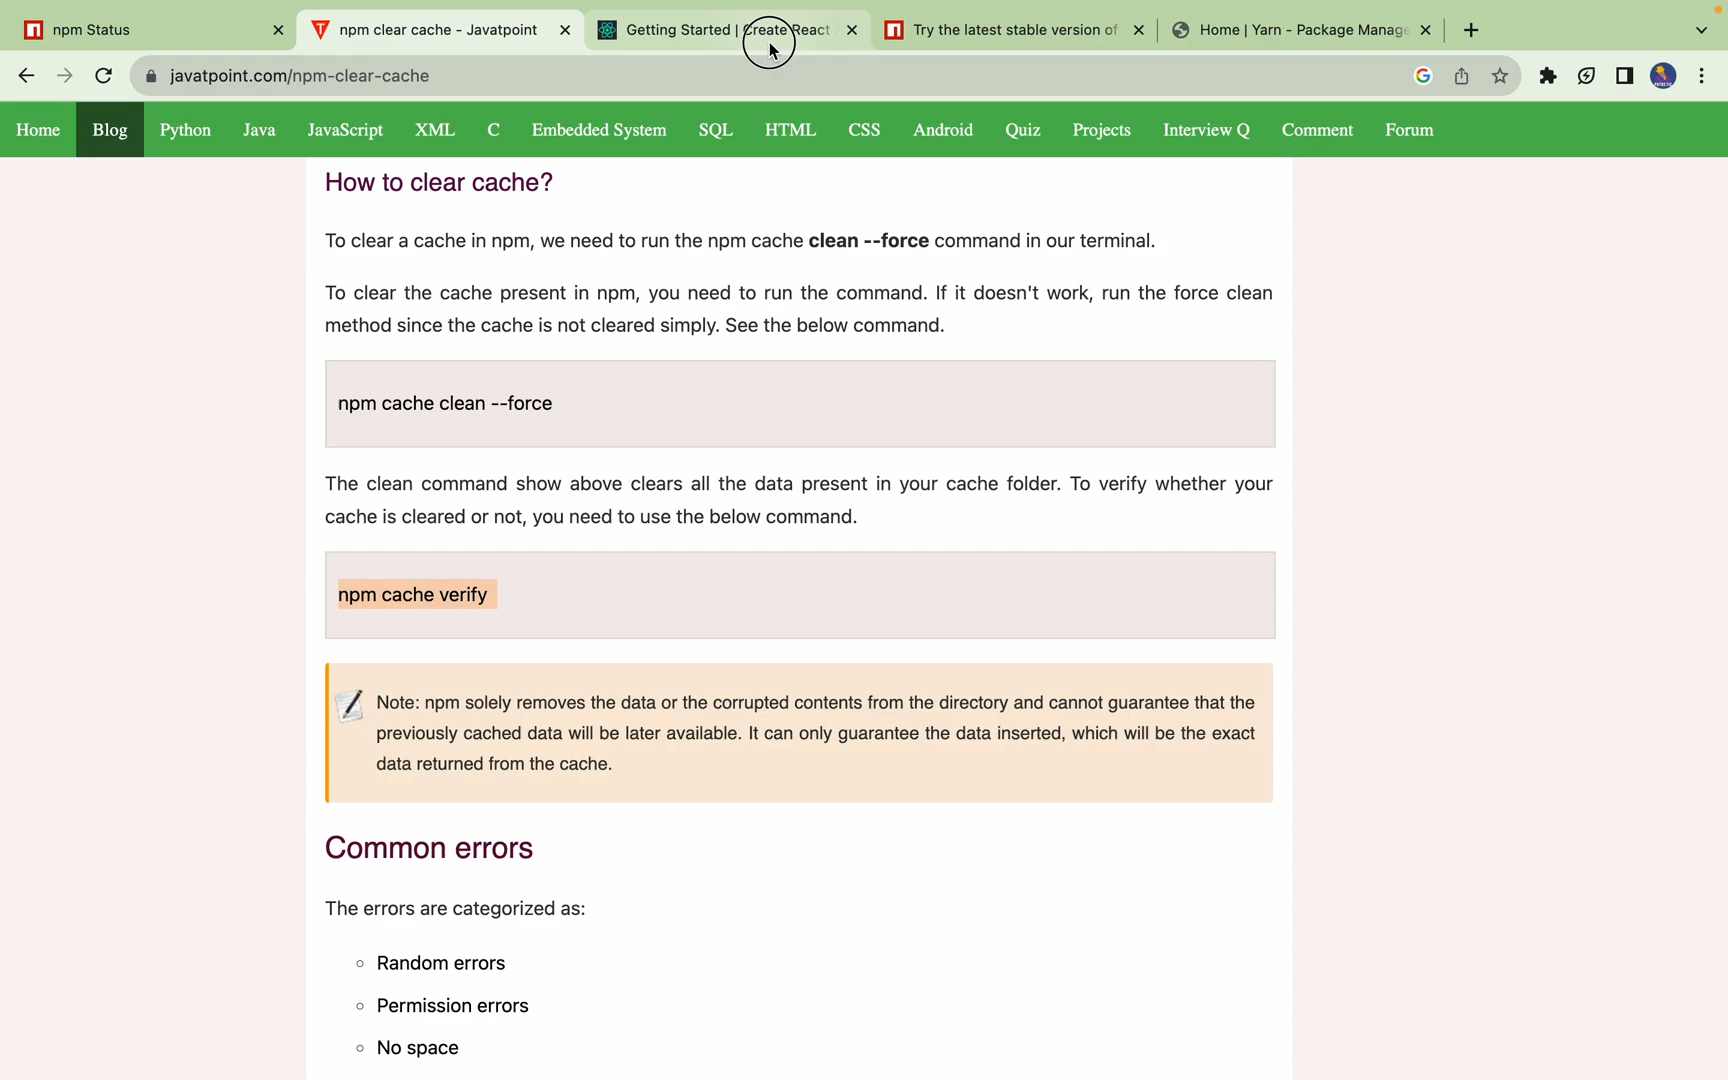 npm Status
npm clear cache - Javatpoint
Getting Started | Create React
Try the latest stable version of
Home | Yarn - Package Manage
javatpoint.com/npm-clear-cache
Home Blog Python Java JavaScript XML C Embedded System SQL HTML CSS Android Quiz Projects Interview Q Comment Forum
How to clear cache?
To clear a cache in npm, we need to run the npm cache clean --force command in our terminal.
To clear the cache present in npm, you need to run the command. If it doesn't work, run the force clean
method since the cache is not cleared simply. See the below command.
npm cache clean --force
The clean command show above clears all the data present in your cache folder. To verify whether your
cache is cleared or not, you need to use the below command.
npm cache verify
Note: npm solely removes the data or the corrupted contents from the directory and cannot guarantee that the
previously cached data will be later available. It can only guarantee the data inserted, which will be the exact
data returned from the cache.
Common errors
The errors are categorized as:
Random errors
Permission errors
No space